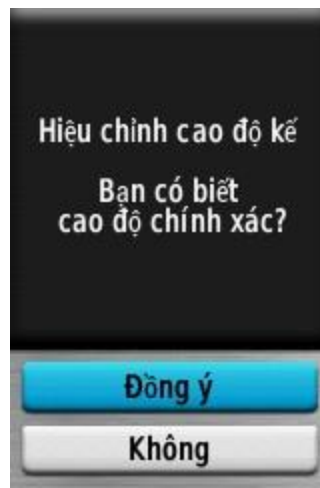 Hiệu chỉnh cao độ kế
Bạn có biết
cao độ chính xác?
Đồng ý
Không